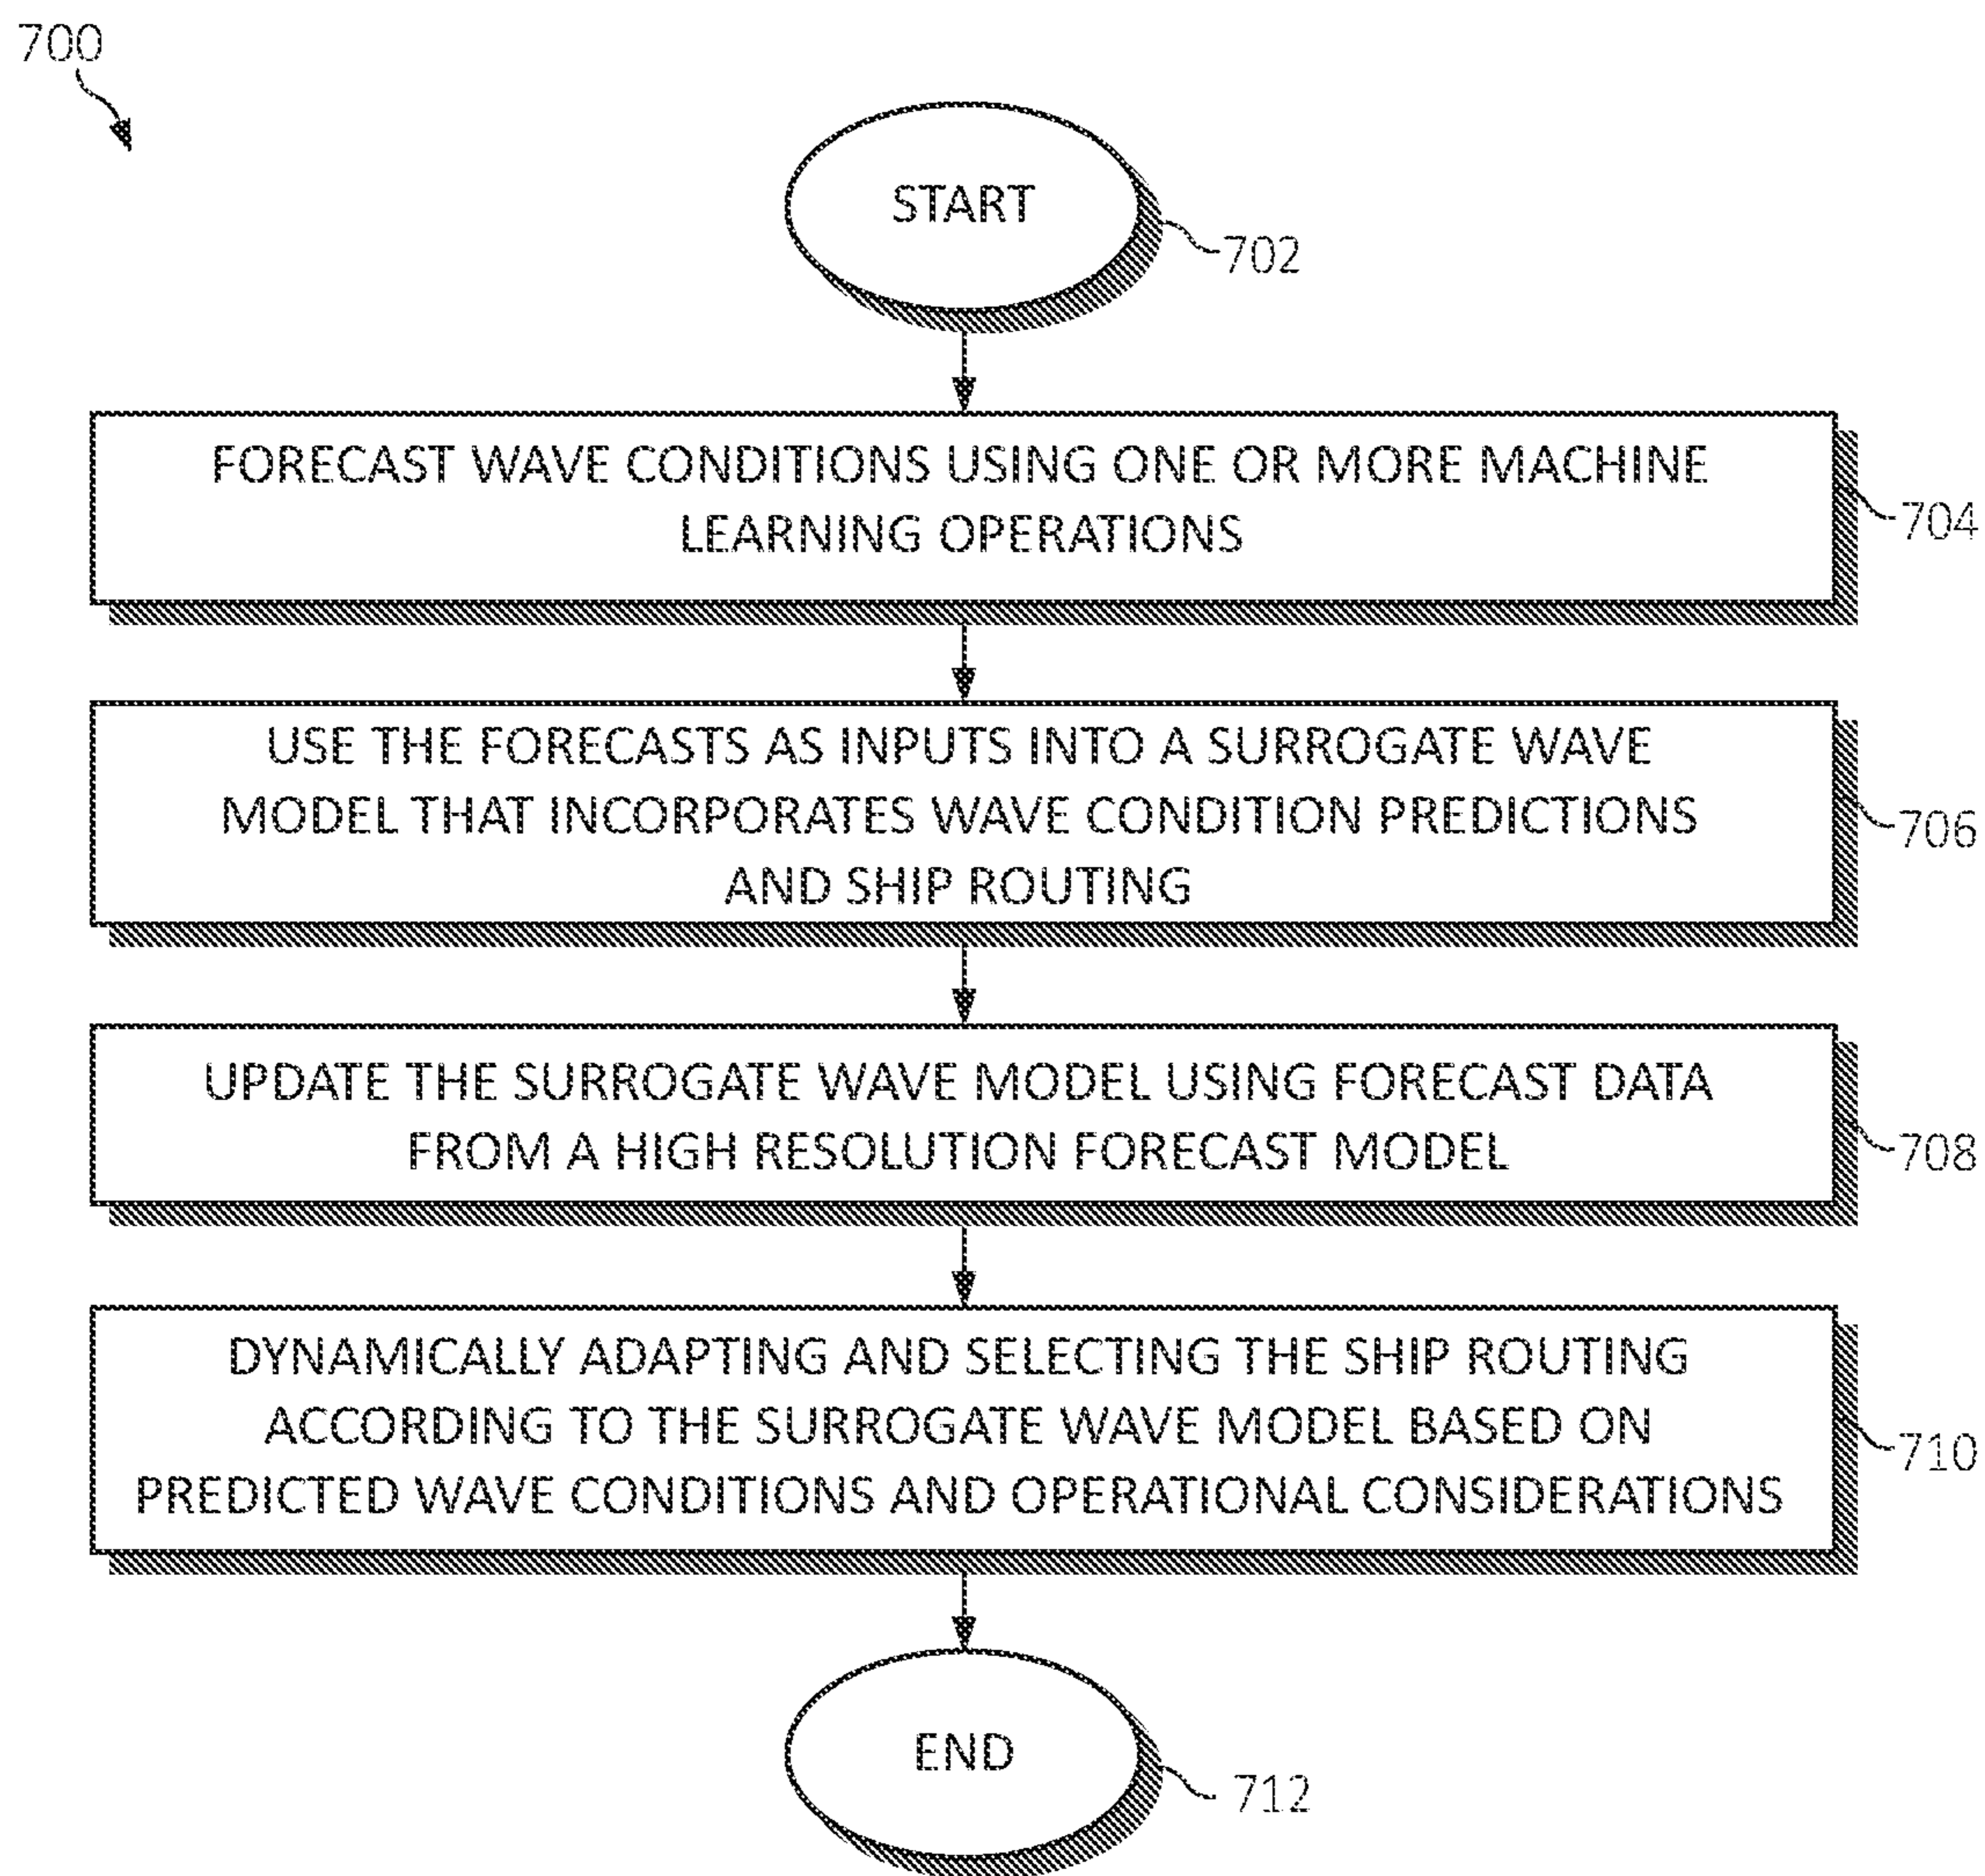 700
START
702
FORECAST WAVE CONDITIONS USING ONE OR MORE MACHINE
LEARNING OPERATIONS
704
USE THE FORECASTS AS INPUTS INTO A SURROGATE WAVE
MODEL THAT INCORPORATES WAVE CONDITION PREDICTIONS
AND SHIP ROUTING
706
UPDATE THE SURROGATE WAVE MODEL USING FORECAST DATA
FROM A HIGH RESOLUTION FORECAST MODEL
708
DYNAMICALLY ADAPTING AND SELECTING THE SHIP ROUTING
ACCORDING TO THE SURROGATE WAVE MODEL BASED ON
PREDICTED WAVE CONDITIONS AND OPERATIONAL CONSIDERATIONS
710
END
712